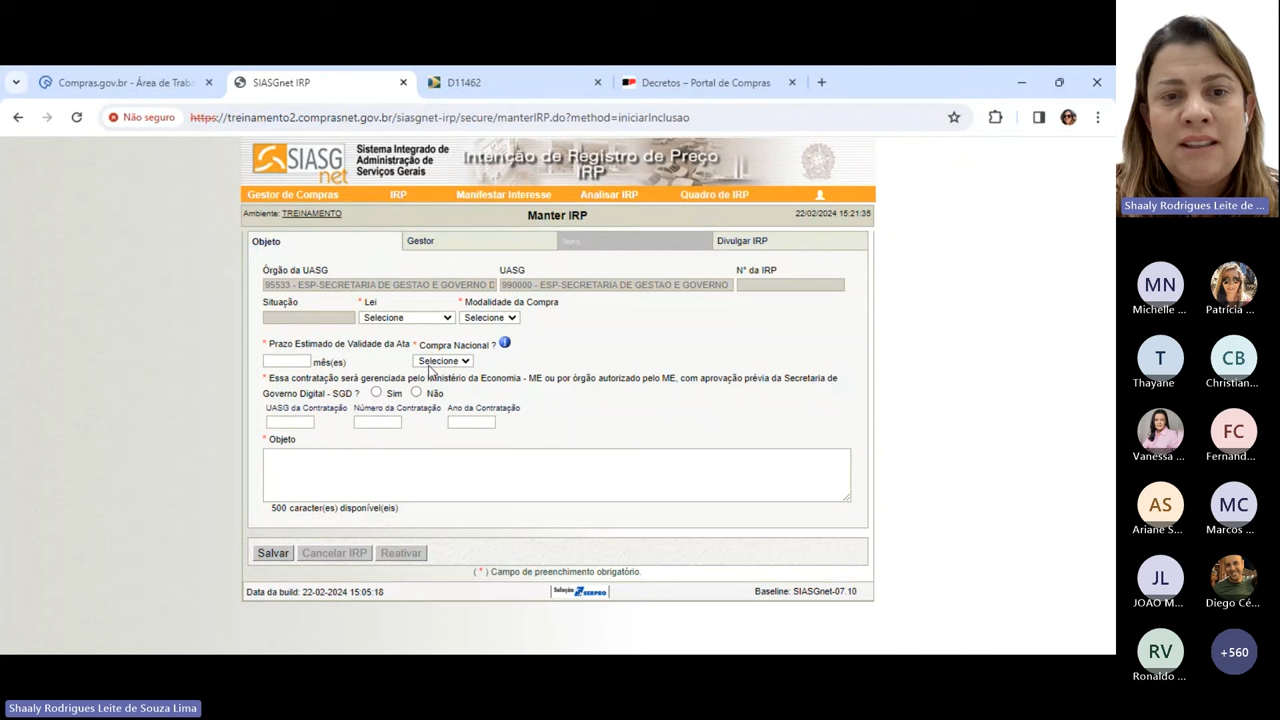 Compras.gov.br - Área de Trab
SIASGnet IRP
D11462
Decretos – Portal de Compras
Não seguro
https://treinamento2.comprasnet.gov.br/siasgnet-irp/secure/manterIRP.do?method=iniciarInclusao
SIASG
net
Sistema Integrado de
Administração de
Serviços Gerais
Intenção de Registro de Preço
IRP
Gestor de Compras IRP Manifestar Interesse Analisar IRP Quadro de IRP
Ambiente: TREINAMENTO Manter IRP 22/02/2024 15:21:35
Objeto Gestor Itens Divulgar IRP
Órgão da UASG UASG N° da IRP
95533 - ESP-SECRETARIA DE GESTAO E GOVERNO D 990000 - ESP-SECRETARIA DE GESTAO E GOVERNO
Situação * Lei * Modalidade da Compra
Selecione Selecione
* Prazo Estimado de Validade da Ata * Compra Nacional ?
mês(es) Selecione
* Essa contratação será gerenciada pelo Ministério da Economia - ME ou por órgão autorizado pelo ME, com aprovação prévia da Secretaria de
Governo Digital - SGD ? Sim Não
UASG da Contratação Número da Contratação Ano da Contratação
* Objeto
500 caracter(es) disponível(eis)
Salvar Cancelar IRP Reativar
( * ) Campo de preenchimento obrigatório.
Data da build: 22-02-2024 15:05:18 Solução SERPRO Baseline: SIASGnet-07.10
Shaaly Rodrigues Leite de ...
MN
Michelle ... Patrícia ...
T CB
Thayane Christian...
FC
Vanessa ... Fernand...
AS MC
Ariane S... Marcos ...
JL
JOAO M... Diego Cé...
RV +560
Ronaldo ...
Shaaly Rodrigues Leite de Souza Lima